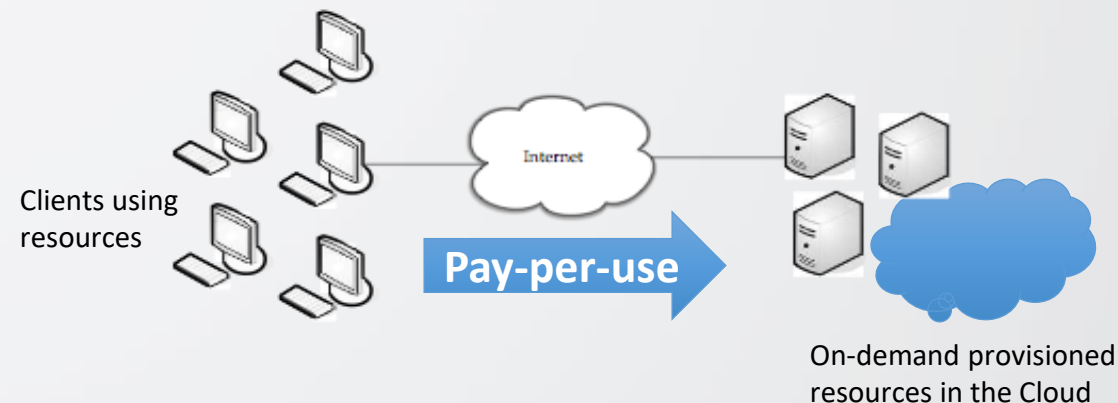 Internet
Clients using
resources
Pay-per-use
On-demand provisioned
resources in the Cloud